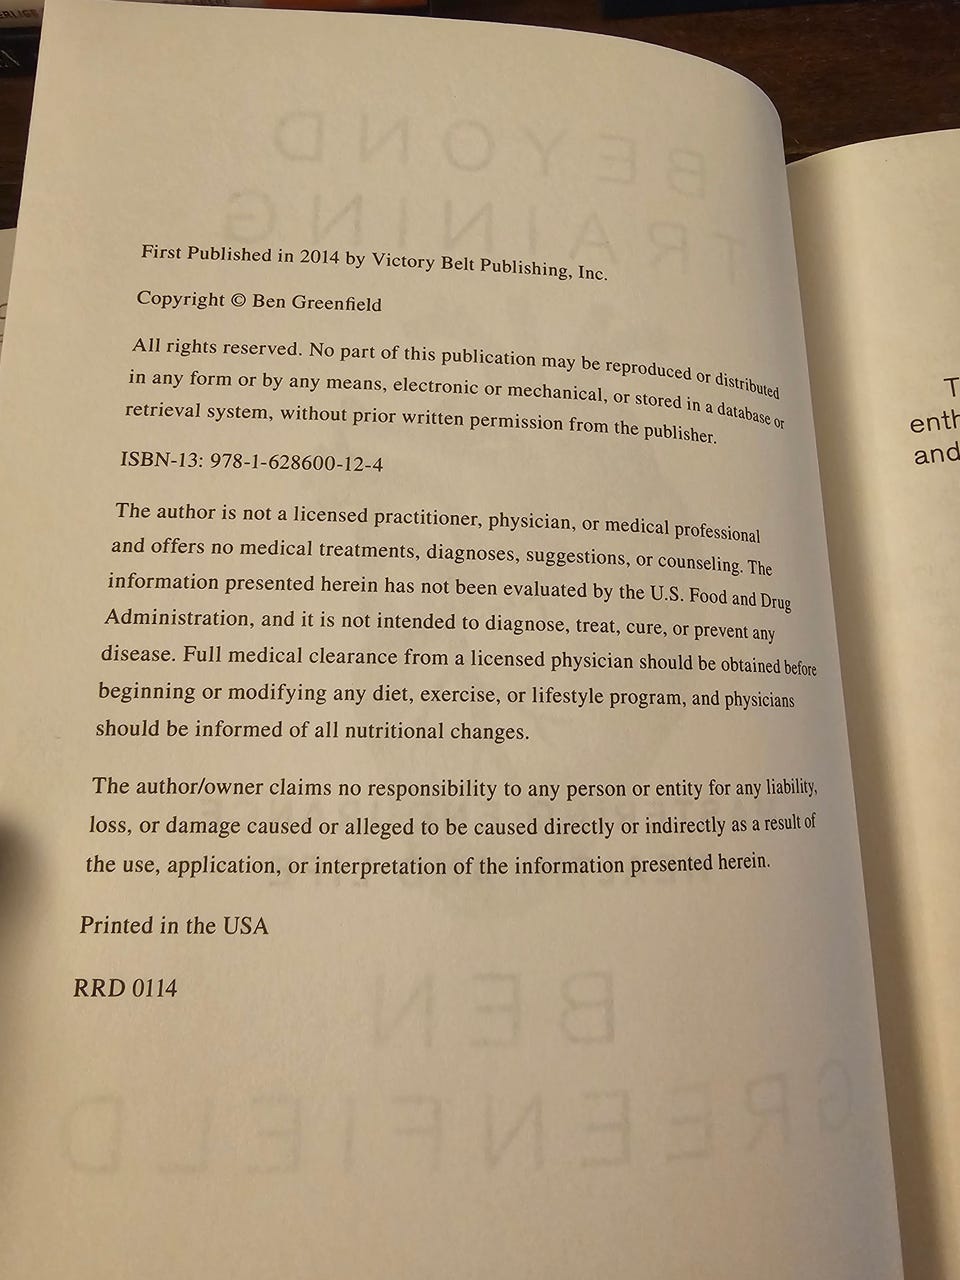 BEYOND
TRAINING
First Published in 2014 by Victory Belt Publishing, Inc.
Copyright © Ben Greenfield
All rights reserved. No part of this publication may be reproduced or distributed
in any form or by any means, electronic or mechanical, or stored in a database or
retrieval system, without prior written permission from the publisher.
ISBN-13: 978-1-628600-12-4
The author is not a licensed practitioner, physician, or medical professional
and offers no medical treatments, diagnoses, suggestions, or counseling. The
information presented herein has not been evaluated by the U.S. Food and Drug
Administration, and it is not intended to diagnose, treat, cure, or prevent any
disease. Full medical clearance from a licensed physician should be obtained before
beginning or modifying any diet, exercise, or lifestyle program, and physicians
should be informed of all nutritional changes.
The author/owner claims no responsibility to any person or entity for any liability,
loss, or damage caused or alleged to be caused directly or indirectly as a result of
the use, application, or interpretation of the information presented herein.
Printed in the USA
RRD 0114
BEN
GREENFIELD
and